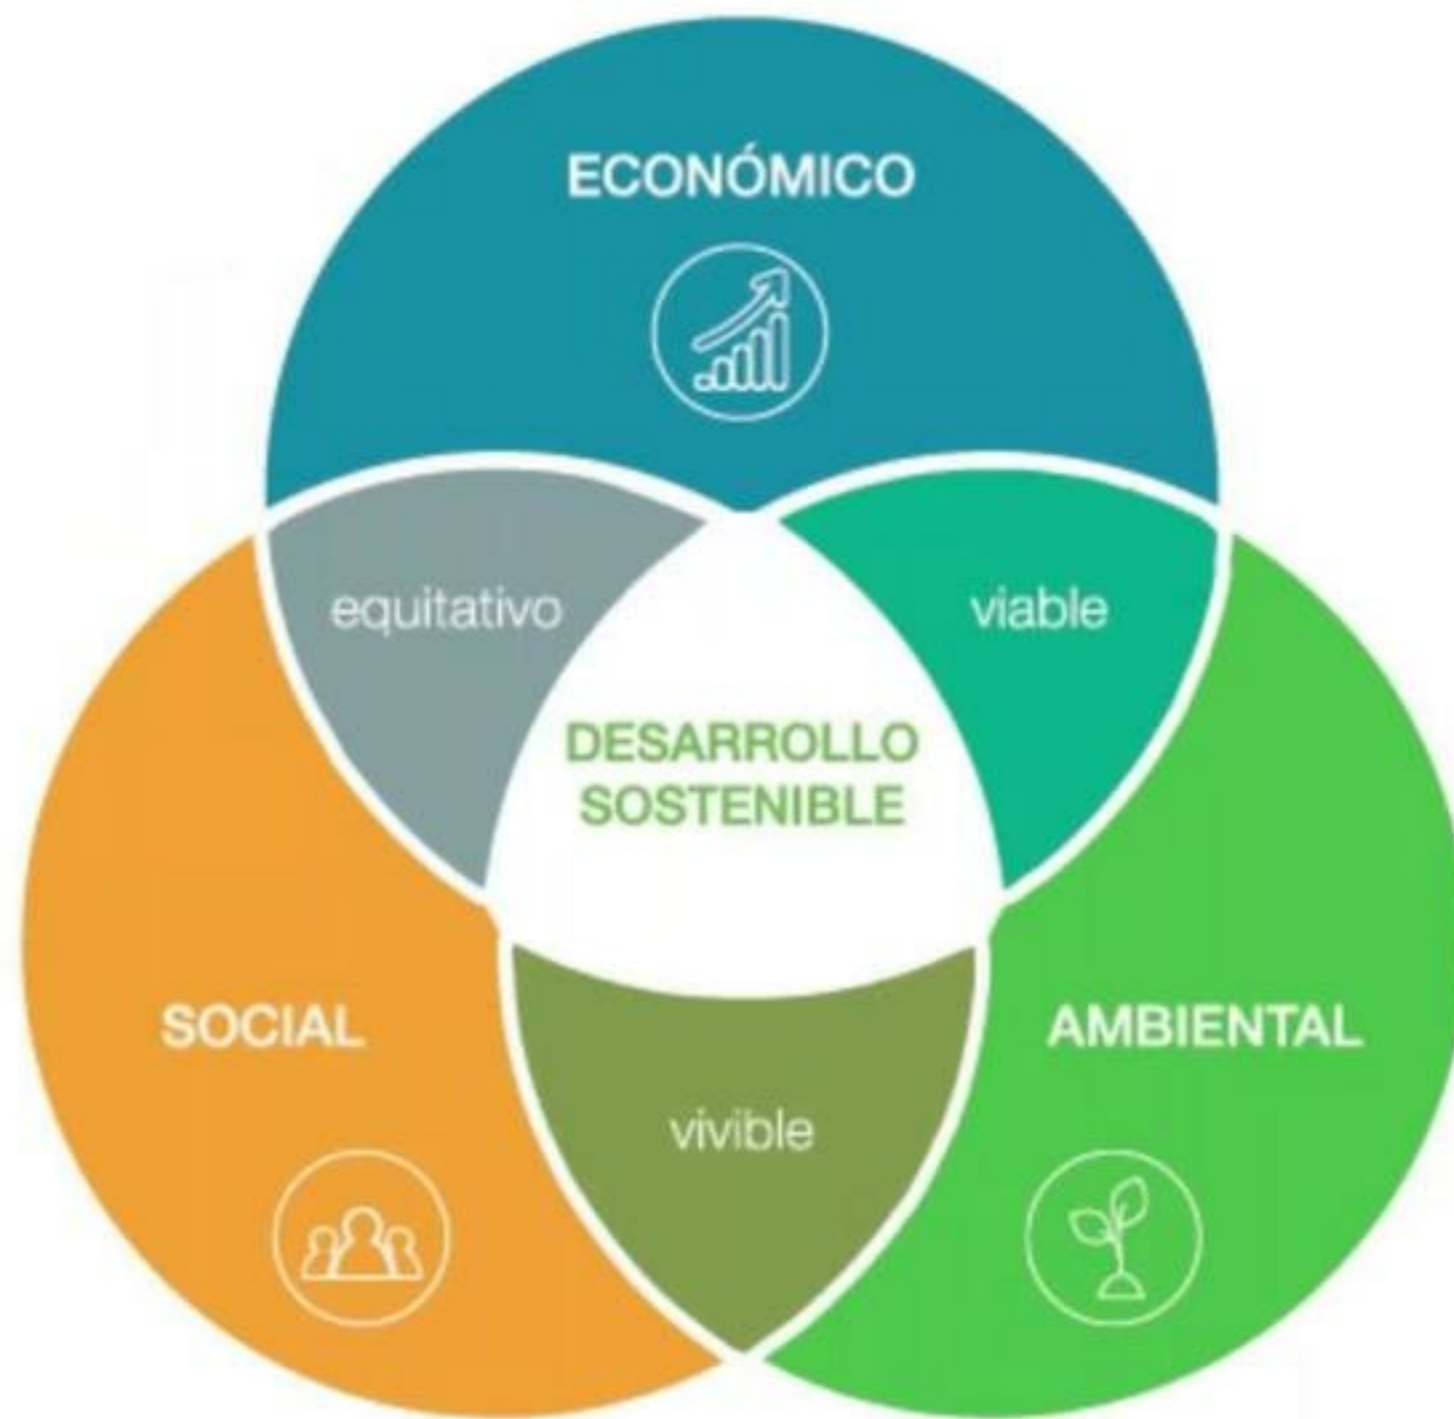 ECONÓMICO
equitativo
viable
DESARROLLO
SOSTENIBLE
SOCIAL
AMBIENTAL
vivible